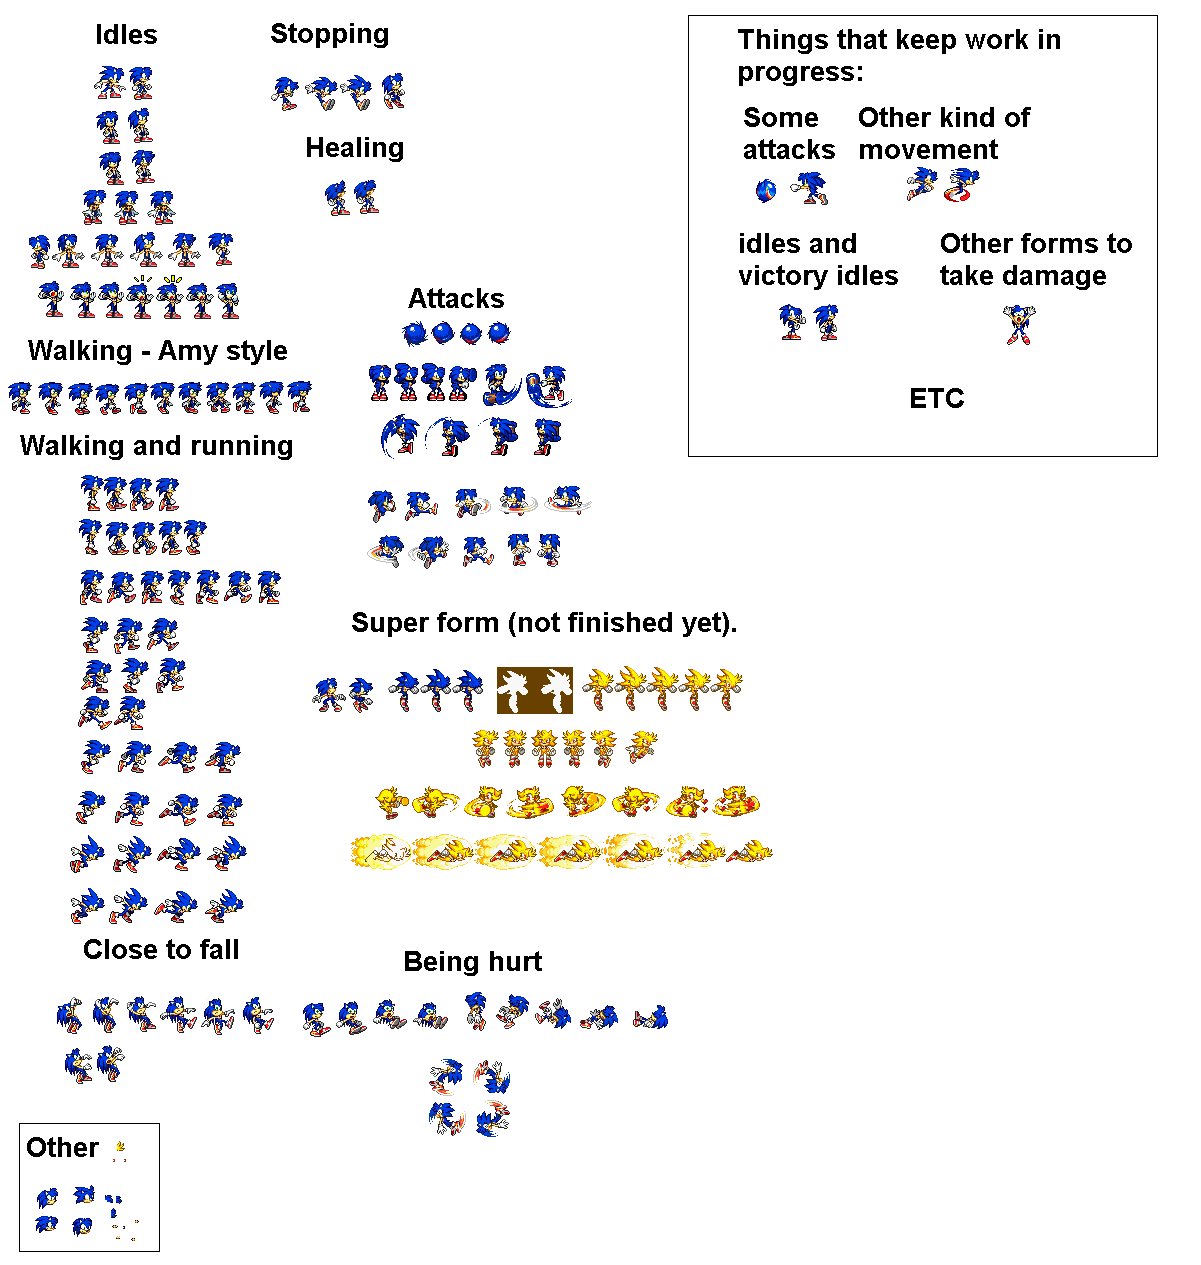 Idles
Stopping
Healing
Attacks
Walking - Amy style
Walking and running
Super form (not finished yet).
Close to fall
Being hurt
Other
Things that keep work in
progress:
Some
attacks
Other kind of
movement
idles and
victory idles
Other forms to
take damage
ETC